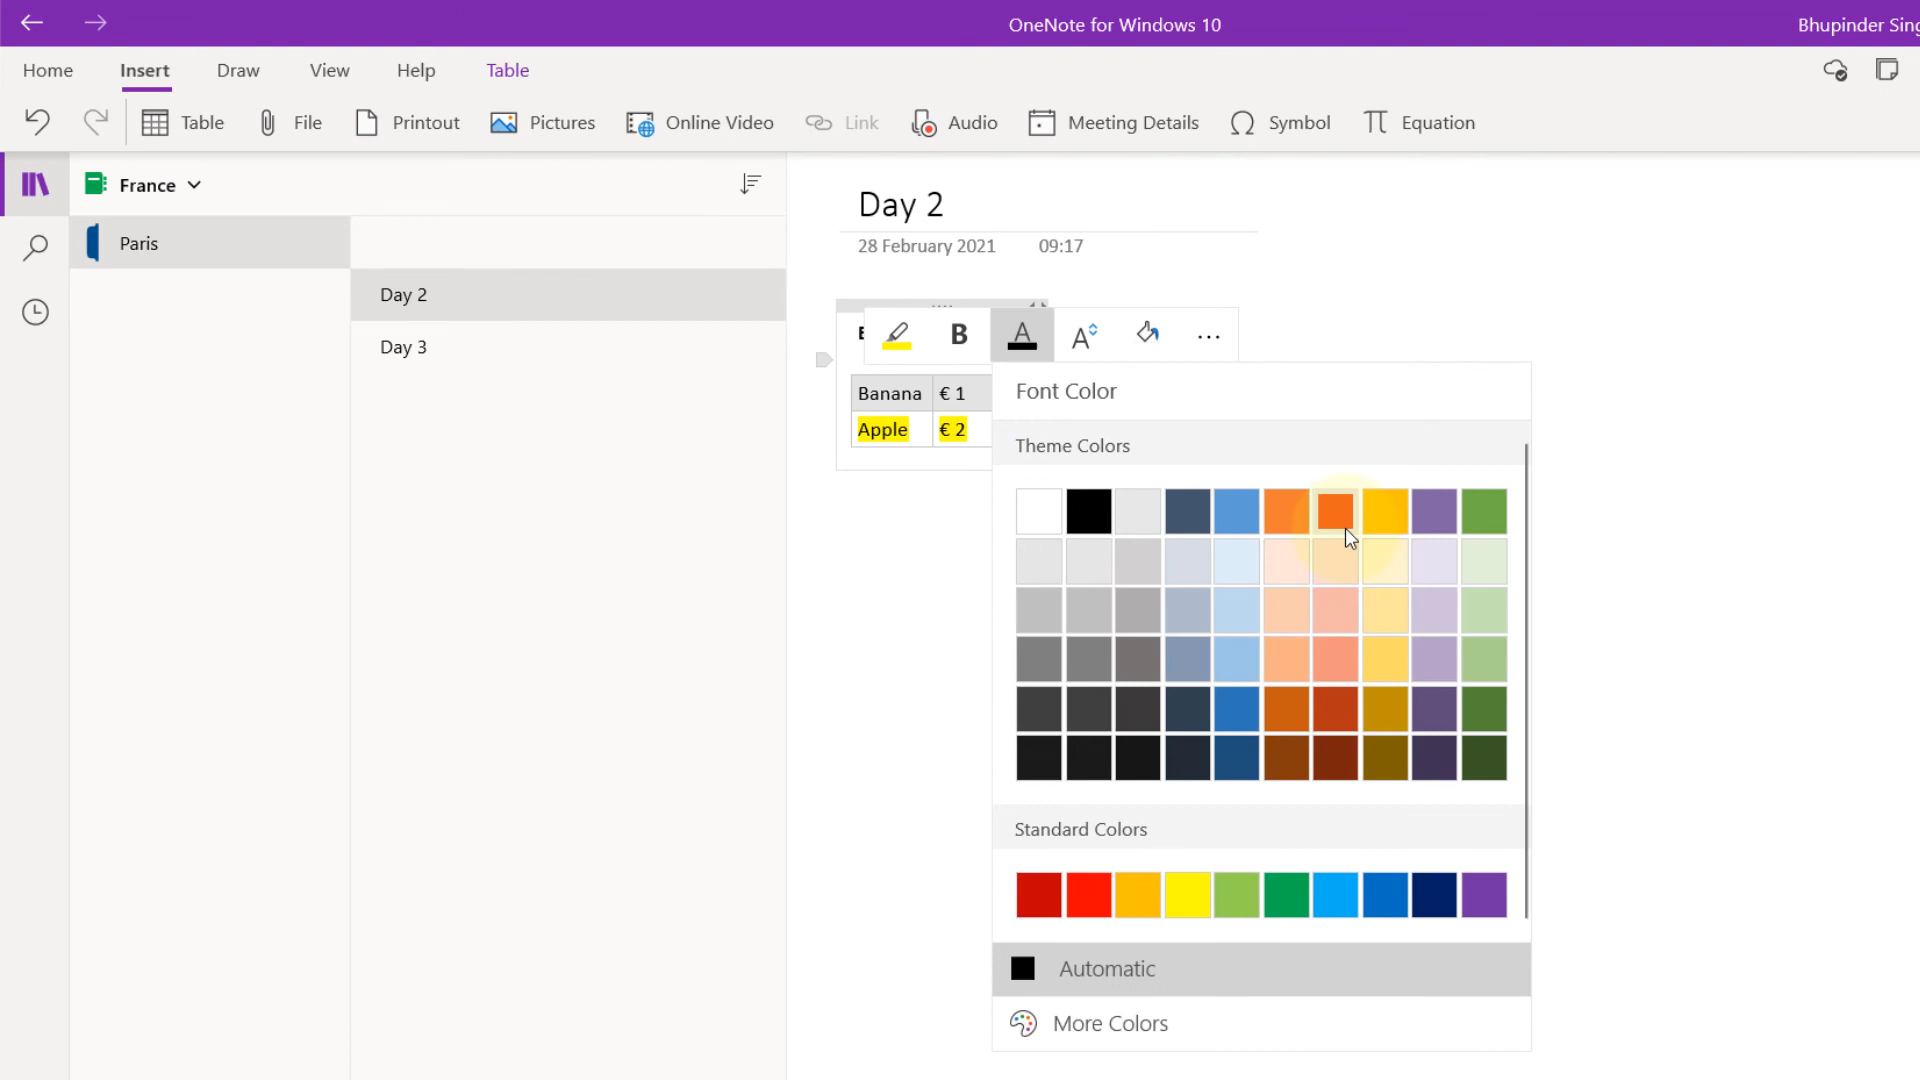 OneNote for Windows 10
Bhupinder Sing
Home Insert Draw View Help Table
Table File Printout Pictures Online Video Link Audio Meeting Details Symbol Equation
France
Paris
Day 2
Day 3
Day 2
28 February 2021 09:17
B A A
Banana € 1
Apple € 2
Font Color
Theme Colors
Standard Colors
Automatic
More Colors